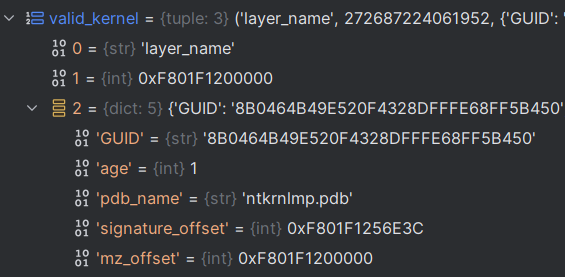 valid_kernel = {tuple: 3} ('layer_name', 272687224061952, {'GUID': '
0 = {str} 'layer_name'
1 = {int} 0xF801F1200000
2 = {dict: 5} {'GUID': '8B0464B49E520F4328DFFFE68FF5B450'
'GUID' = {str} '8B0464B49E520F4328DFFFE68FF5B450'
'age' = {int} 1
'pdb_name' = {str} 'ntkrnlmp.pdb'
'signature_offset' = {int} 0xF801F1256E3C
'mz_offset' = {int} 0xF801F1200000